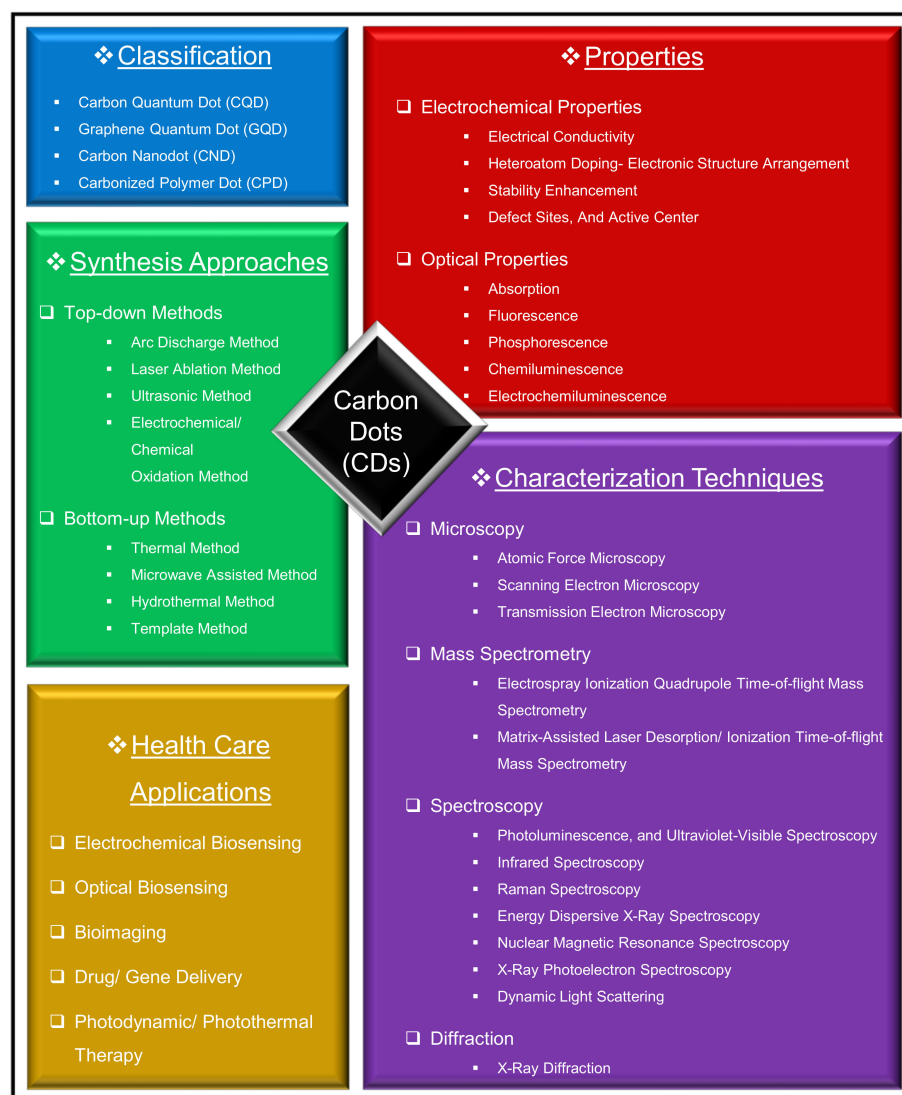 ❖ Classification
▪ Carbon Quantum Dot (CQD)
▪ Graphene Quantum Dot (GQD)
▪ Carbon Nanodot (CND)
▪ Carbonized Polymer Dot (CPD)
❖ Properties
❑ Electrochemical Properties
▪ Electrical Conductivity
▪ Heteroatom Doping- Electronic Structure Arrangement
▪ Stability Enhancement
▪ Defect Sites, And Active Center
❑ Optical Properties
▪ Absorption
▪ Fluorescence
▪ Phosphorescence
▪ Chemiluminescence
▪ Electrochemiluminescence
❖ Synthesis Approaches
❑ Top-down Methods
▪ Arc Discharge Method
▪ Laser Ablation Method
▪ Ultrasonic Method
▪ Electrochemical/
Chemical
Oxidation Method
❑ Bottom-up Methods
▪ Thermal Method
▪ Microwave Assisted Method
▪ Hydrothermal Method
▪ Template Method
Carbon
Dots
(CDs)
❖ Characterization Techniques
❑ Microscopy
▪ Atomic Force Microscopy
▪ Scanning Electron Microscopy
▪ Transmission Electron Microscopy
❑ Mass Spectrometry
▪ Electrospray Ionization Quadrupole Time-of-flight Mass
Spectrometry
▪ Matrix-Assisted Laser Desorption/ Ionization Time-of-flight
Mass Spectrometry
❑ Spectroscopy
▪ Photoluminescence, and Ultraviolet-Visible Spectroscopy
▪ Infrared Spectroscopy
▪ Raman Spectroscopy
▪ Energy Dispersive X-Ray Spectroscopy
▪ Nuclear Magnetic Resonance Spectroscopy
▪ X-Ray Photoelectron Spectroscopy
▪ Dynamic Light Scattering
❑ Diffraction
▪ X-Ray Diffraction
❖ Health Care
Applications
❑ Electrochemical Biosensing
❑ Optical Biosensing
❑ Bioimaging
❑ Drug/ Gene Delivery
❑ Photodynamic/ Photothermal
Therapy